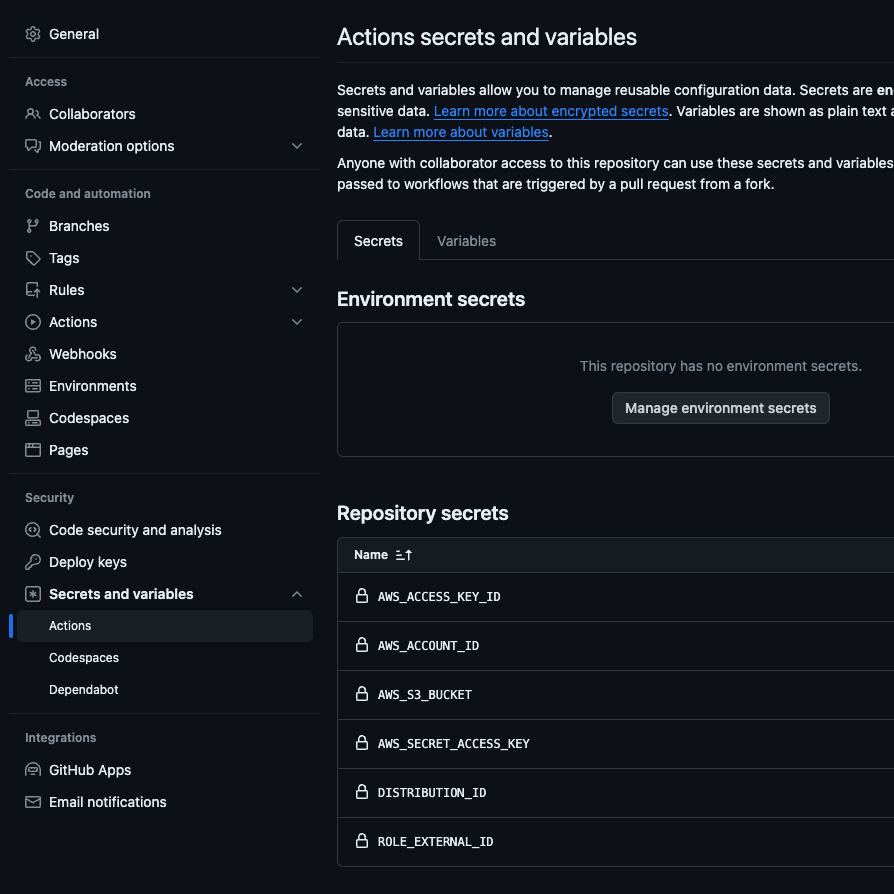 General
Access
Collaborators
Moderation options
Code and automation
Branches
Tags
Rules
Actions
Webhooks
Environments
Codespaces
Pages
Security
Code security and analysis
Deploy keys
Secrets and variables
Actions
Codespaces
Dependabot
Integrations
GitHub Apps
Email notifications
Actions secrets and variables
Secrets and variables allow you to manage reusable configuration data. Secrets are en
sensitive data. Learn more about encrypted secrets. Variables are shown as plain text a
data. Learn more about variables.
Anyone with collaborator access to this repository can use these secrets and variables
passed to workflows that are triggered by a pull request from a fork.
Secrets
Variables
Environment secrets
This repository has no environment secrets.
Manage environment secrets
Repository secrets
Name
AWS_ACCESS_KEY_ID
AWS_ACCOUNT_ID
AWS_S3_BUCKET
AWS_SECRET_ACCESS_KEY
DISTRIBUTION_ID
ROLE_EXTERNAL_ID